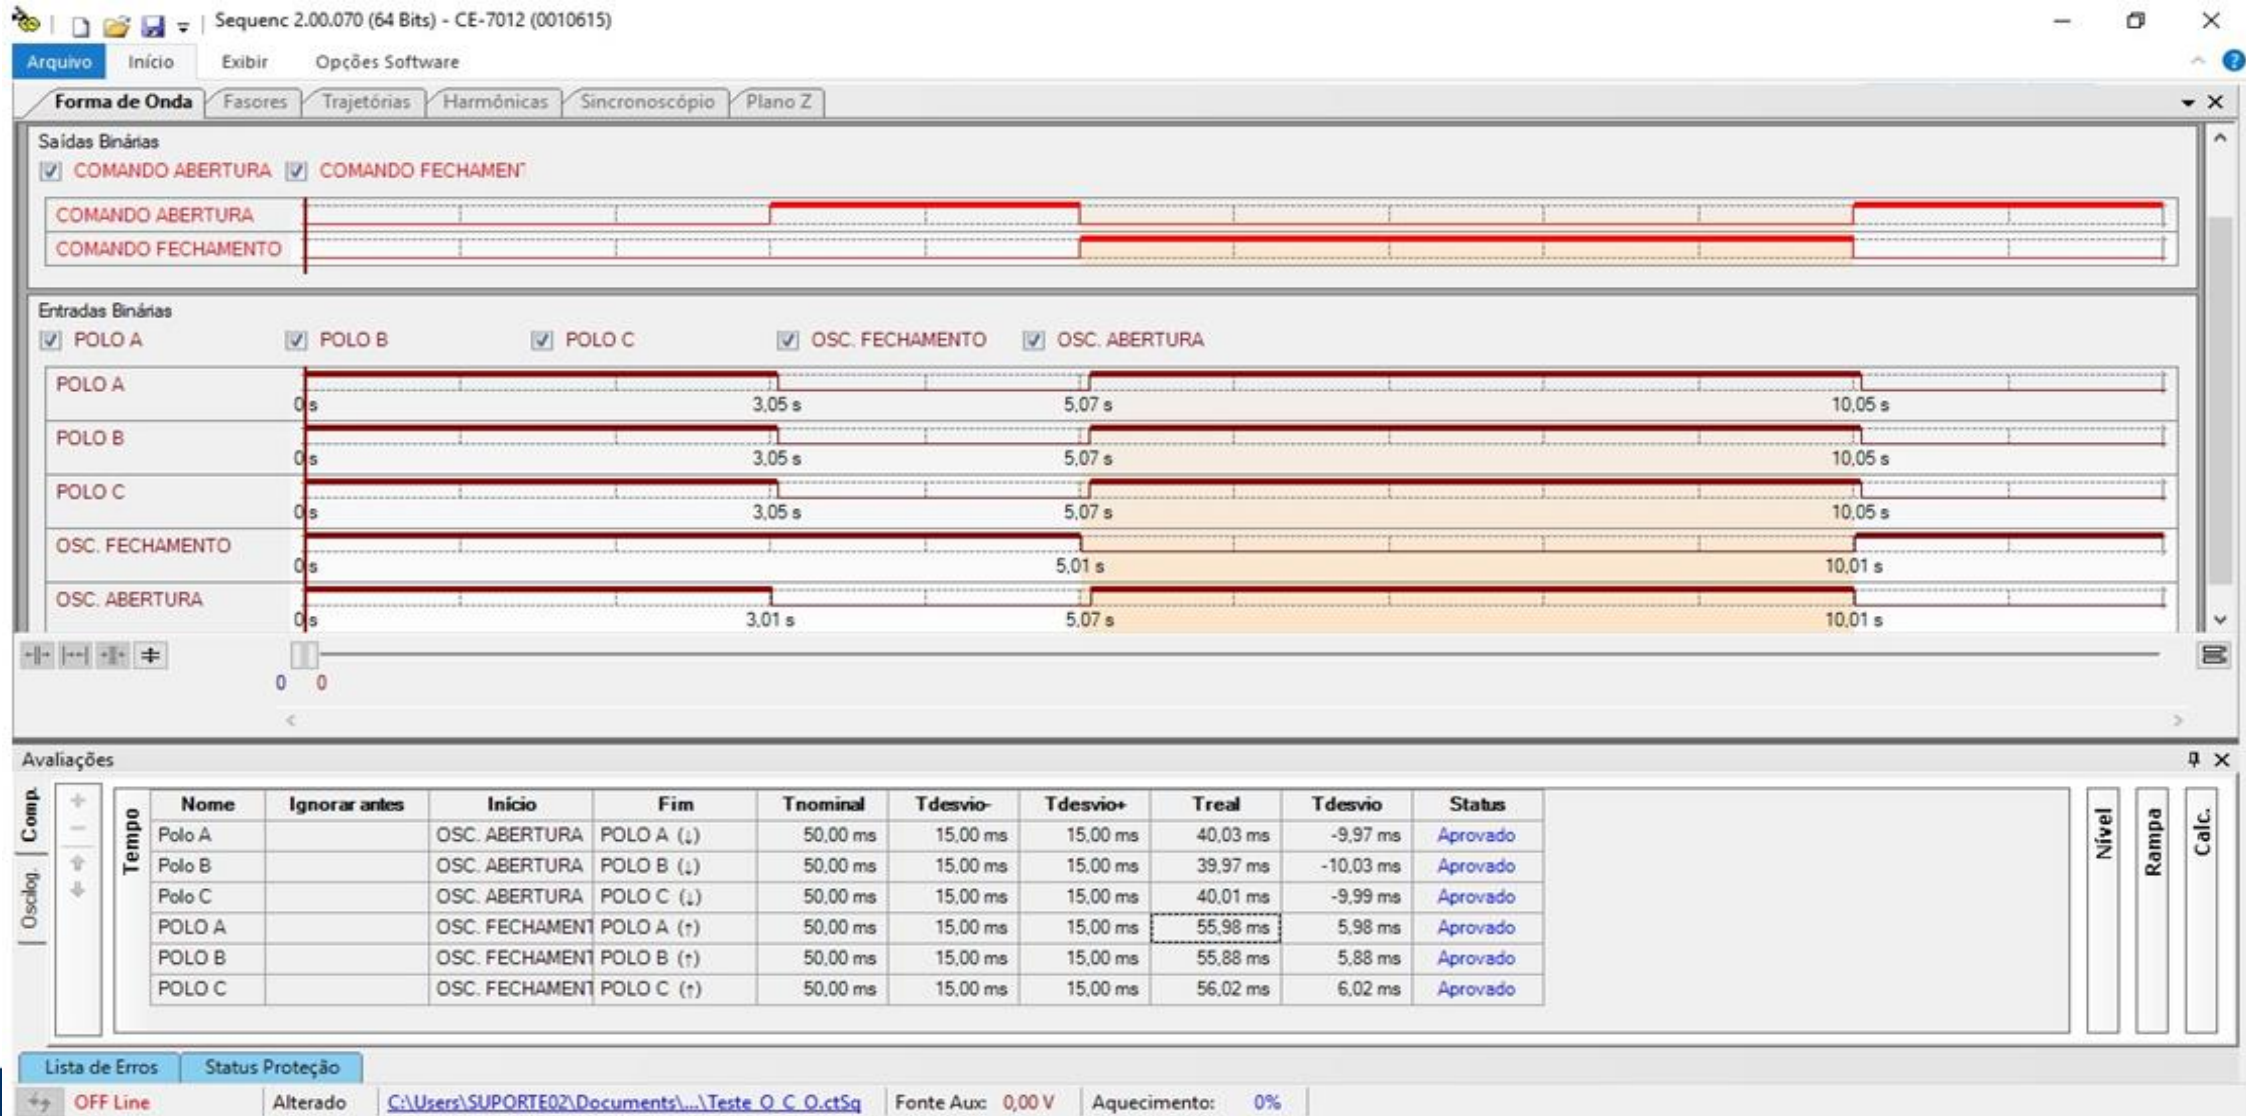 Sequenc 2.00.070 (64 Bits) - CE-7012 (0010615)
Arquivo Início Exibir Opções Software
Forma de Onda Fasores Trajetórias Harmônicas Sincronoscópio Plano Z
Saídas Binárias
COMANDO ABERTURA COMANDO FECHAMENT
COMANDO ABERTURA
COMANDO FECHAMENTO
Entradas Binárias
POLO A POLO B POLO C OSC. FECHAMENTO OSC. ABERTURA
POLO A
0 s 3,05 s 5,07 s 10,05 s
POLO B
0 s 3,05 s 5,07 s 10,05 s
POLO C
0 s 3,05 s 5,07 s 10,05 s
OSC. FECHAMENTO
0 s 5,01 s 10,01 s
OSC. ABERTURA
0 s 3,01 s 5,07 s 10,01 s
0 0
Avaliações
Comp.
Oscilog.
Tempo
Nome Ignorar antes Início Fim Tnominal Tdesvio- Tdesvio+ Treal Tdesvio Status
Polo A OSC. ABERTURA POLO A (↓) 50,00 ms 15,00 ms 15,00 ms 40,03 ms -9,97 ms Aprovado
Polo B OSC. ABERTURA POLO B (↓) 50,00 ms 15,00 ms 15,00 ms 39,97 ms -10,03 ms Aprovado
Polo C OSC. ABERTURA POLO C (↓) 50,00 ms 15,00 ms 15,00 ms 40,01 ms -9,99 ms Aprovado
POLO A OSC. FECHAMENT POLO A (↑) 50,00 ms 15,00 ms 15,00 ms 55,98 ms 5,98 ms Aprovado
POLO B OSC. FECHAMENT POLO B (↑) 50,00 ms 15,00 ms 15,00 ms 55,88 ms 5,88 ms Aprovado
POLO C OSC. FECHAMENT POLO C (↑) 50,00 ms 15,00 ms 15,00 ms 56,02 ms 6,02 ms Aprovado
Nível
Rampa
Calc.
Lista de Erros Status Proteção
OFF Line Alterado C:\Users\SUPORTE02\Documents\...\Teste_O_C_O.ctSq Fonte Aux: 0,00 V Aquecimento: 0%